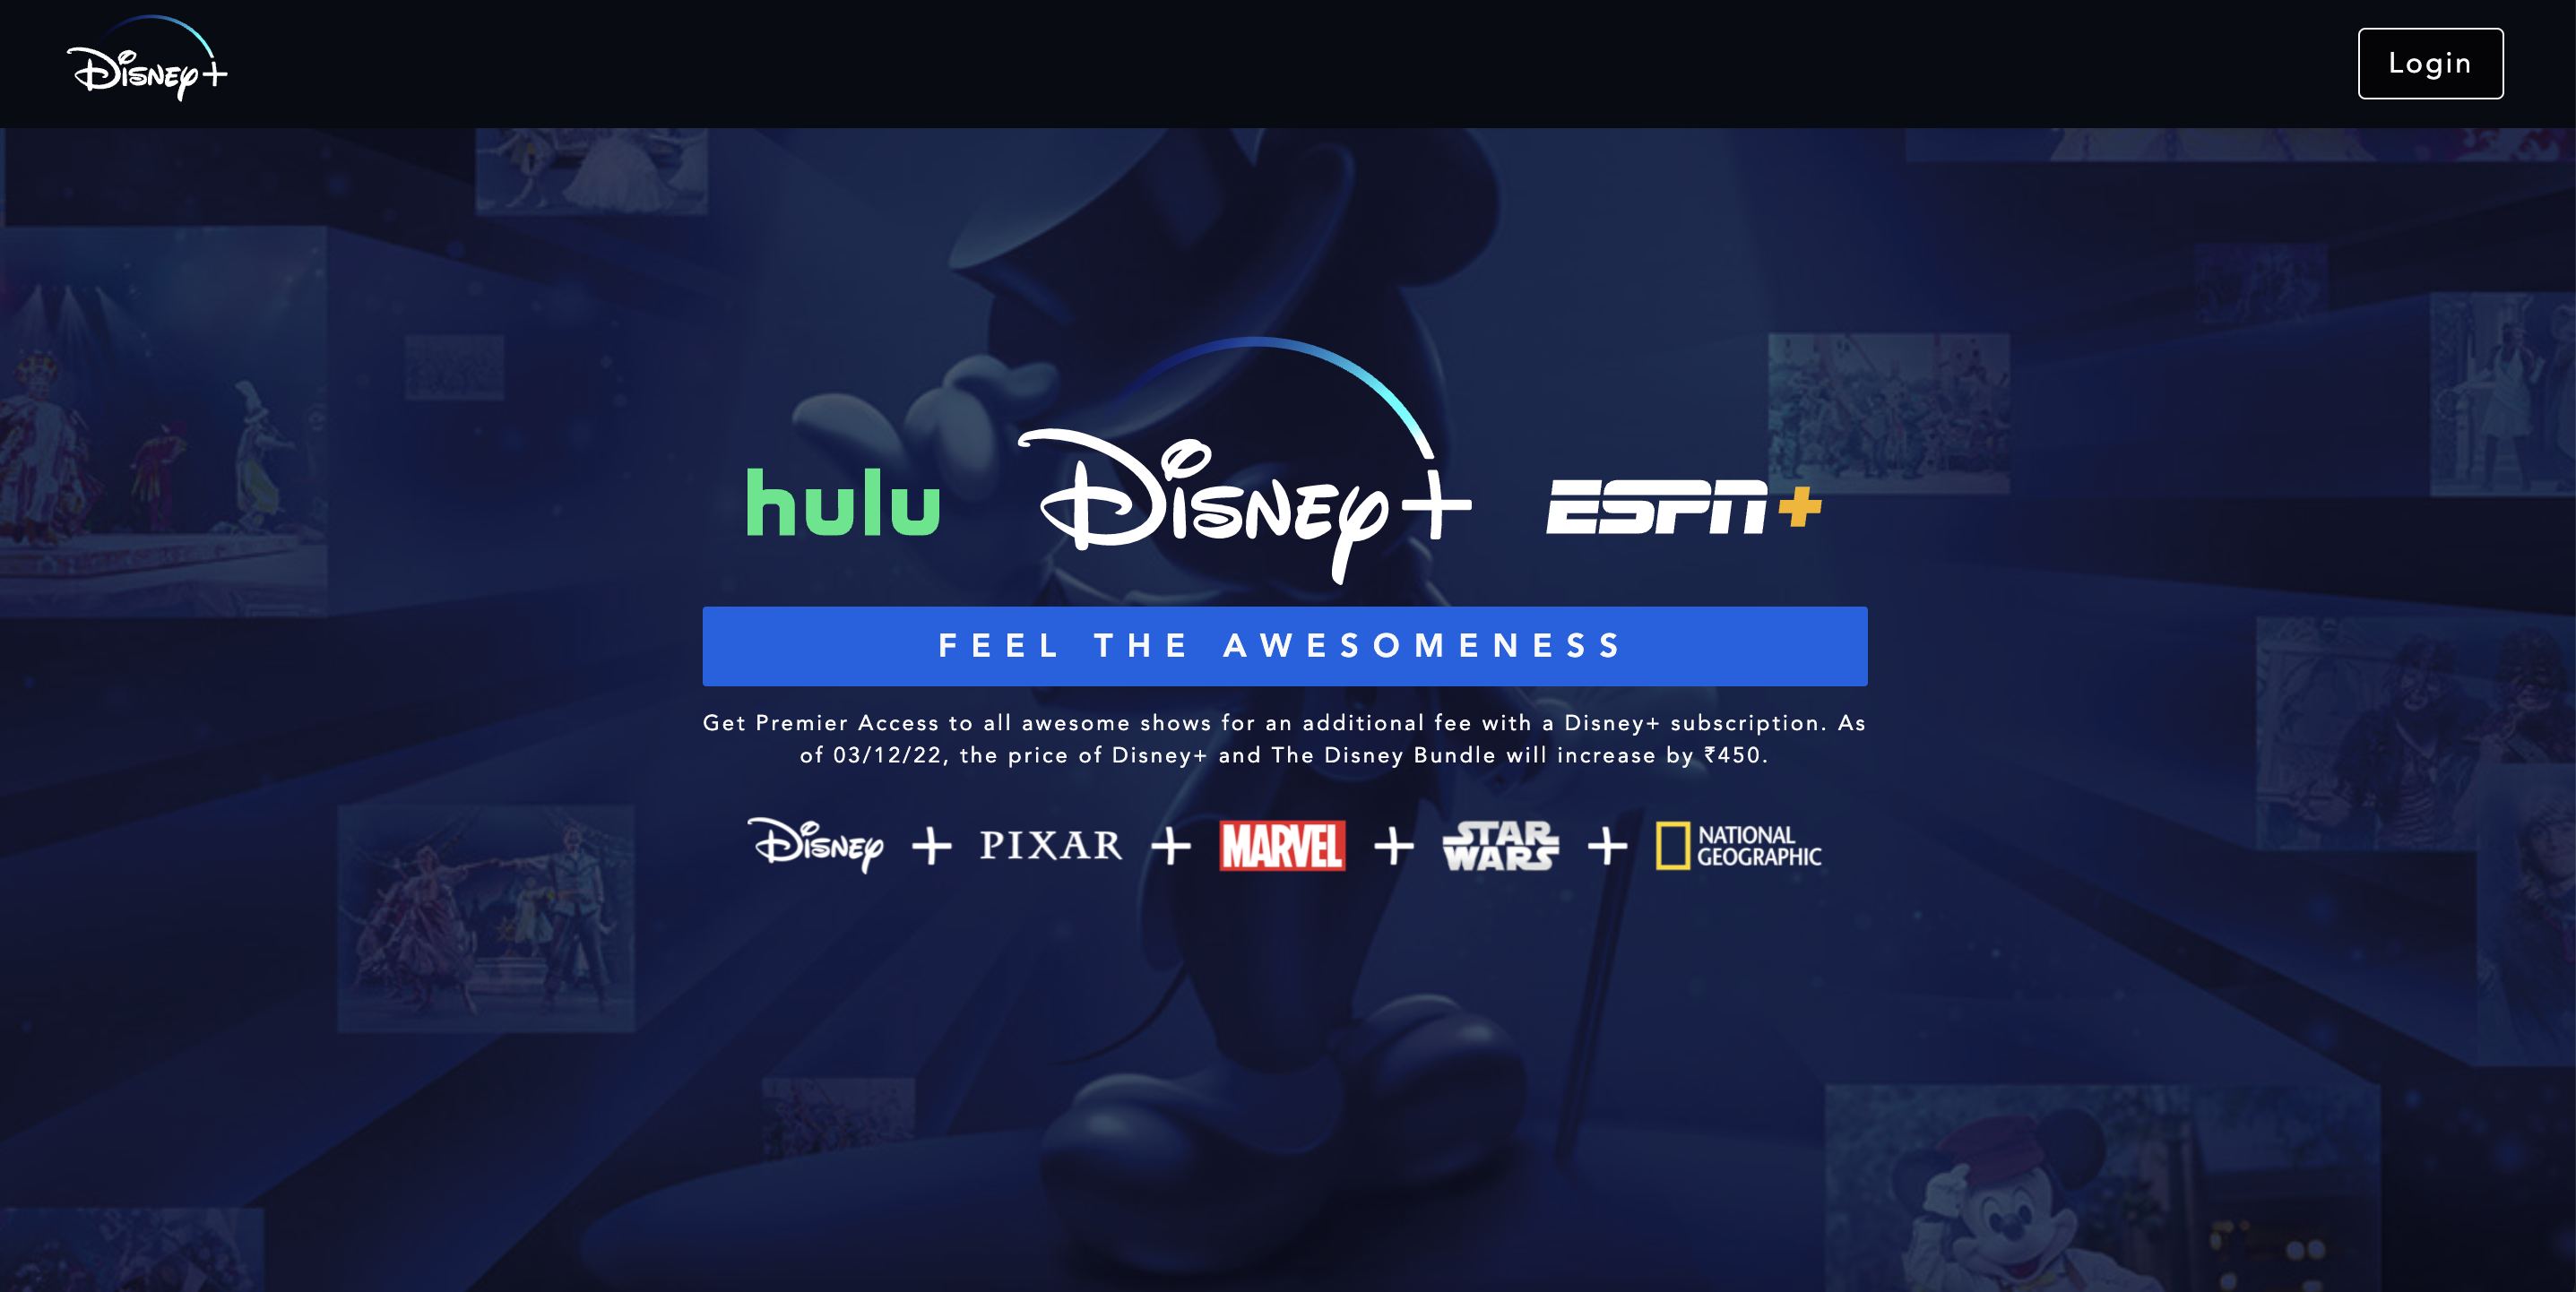 Disney+
Login
hulu Disney+ ESPN+
FEEL THE AWESOMENESS
Get Premier Access to all awesome shows for an additional fee with a Disney+ subscription. As
of 03/12/22, the price of Disney+ and The Disney Bundle will increase by ₹450.
Disney + PIXAR + MARVEL + STAR WARS + NATIONAL GEOGRAPHIC